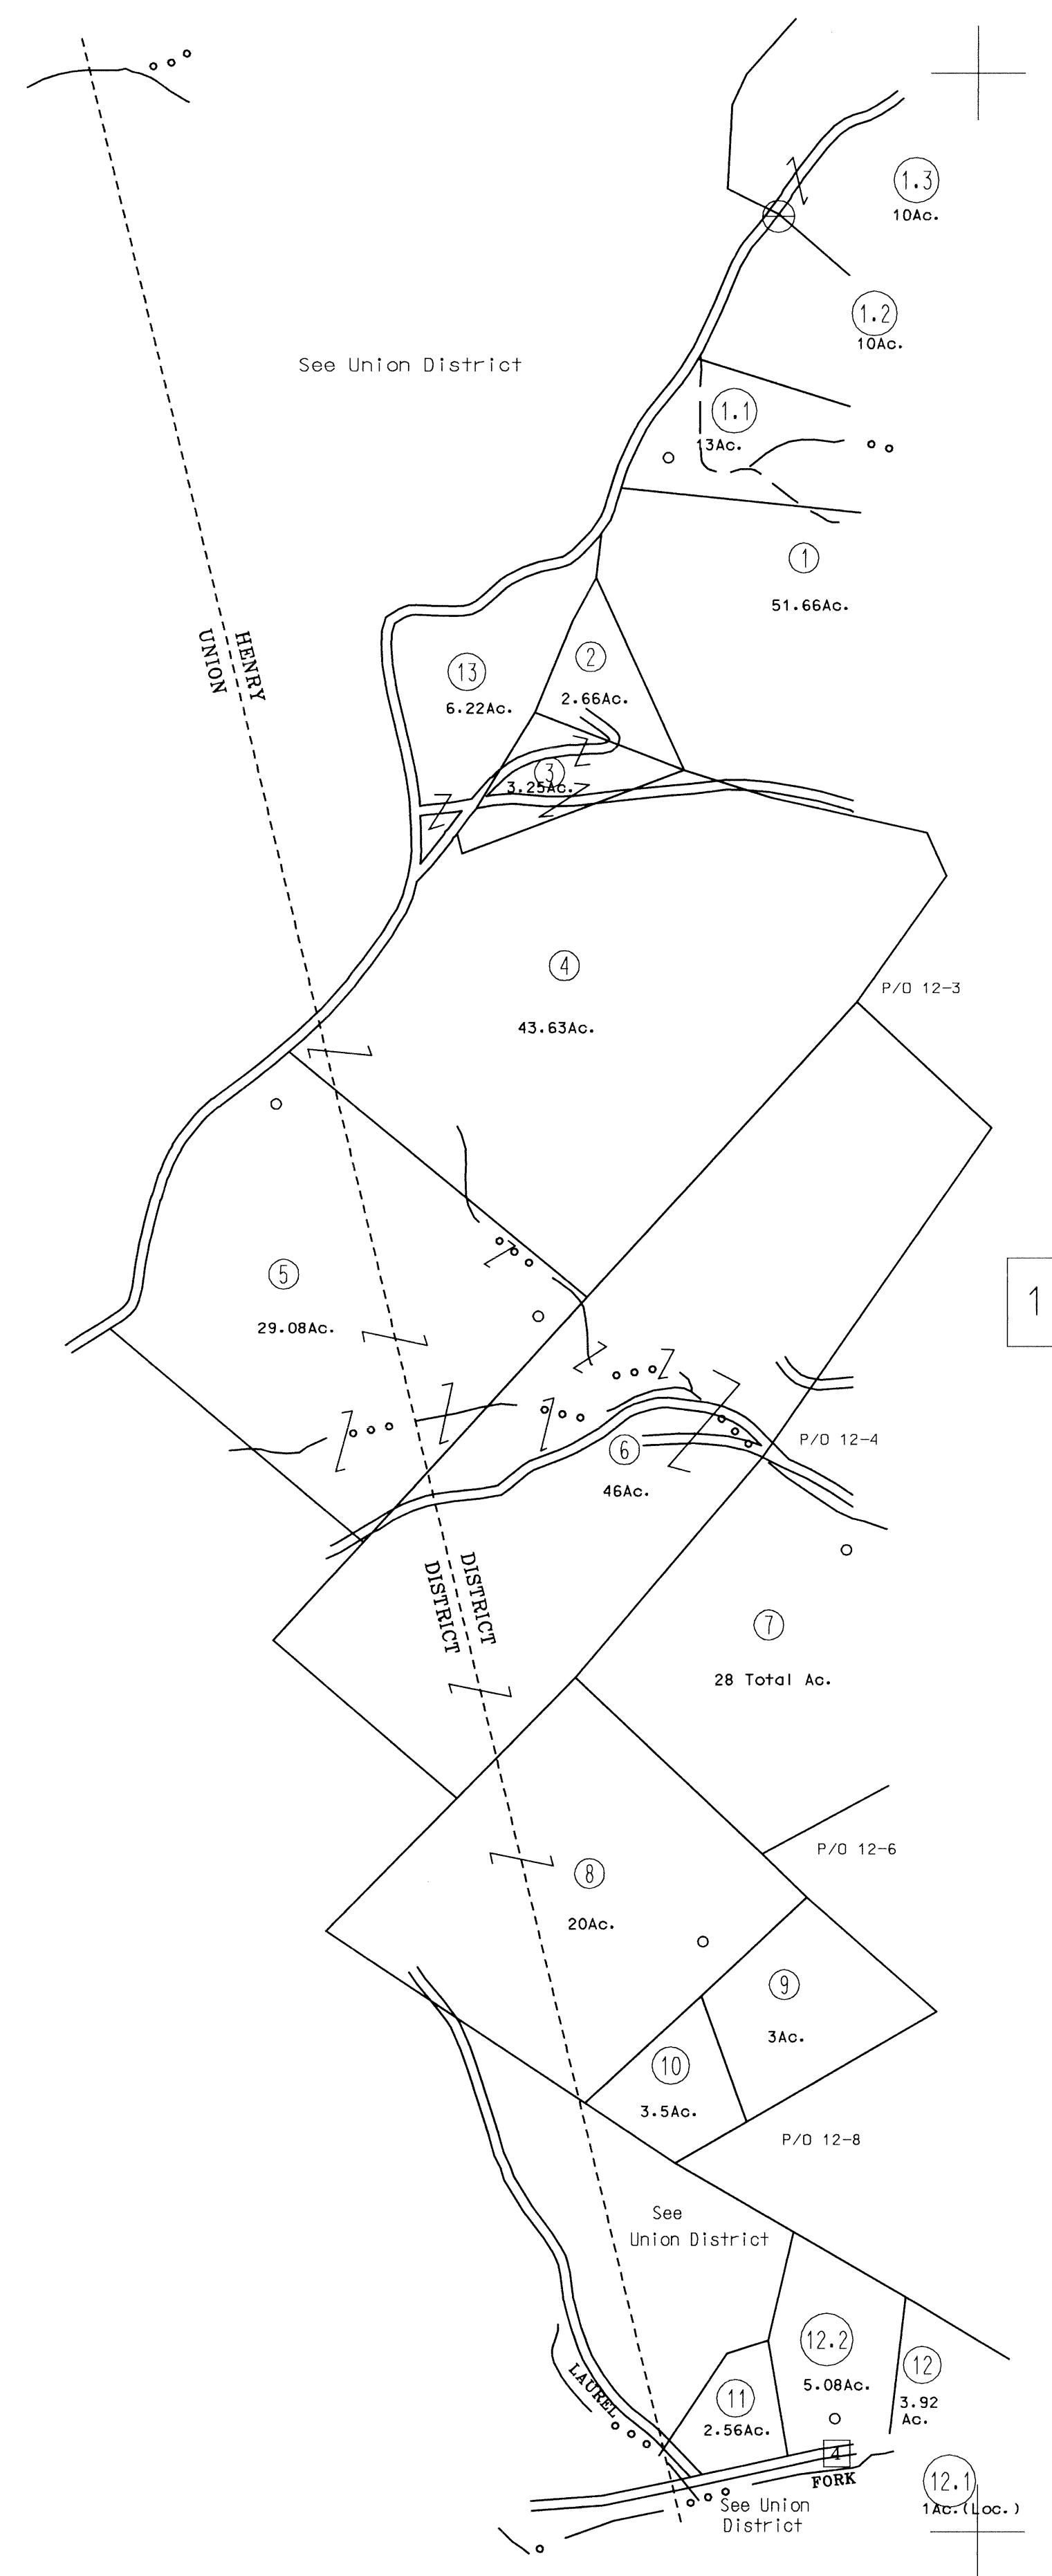 1.3
10Ac.
1.2
10Ac.
See Union District
1.1
13Ac.
1
51.66Ac.
HENRY
UNION
2
2.66Ac.
13
6.22Ac.
3
3.25Ac.
4
43.63Ac.
P/O 12-3
5
29.08Ac.
1
P/O 12-4
6
46Ac.
DISTRICT
DISTRICT
7
28 Total Ac.
P/O 12-6
8
20Ac.
9
3Ac.
10
3.5Ac.
P/O 12-8
See
Union District
12.2
5.08Ac.
12
3.92
Ac.
LAUREL
11
2.56Ac.
4
FORK
12.1
1Ac.(Loc.)
See Union
District